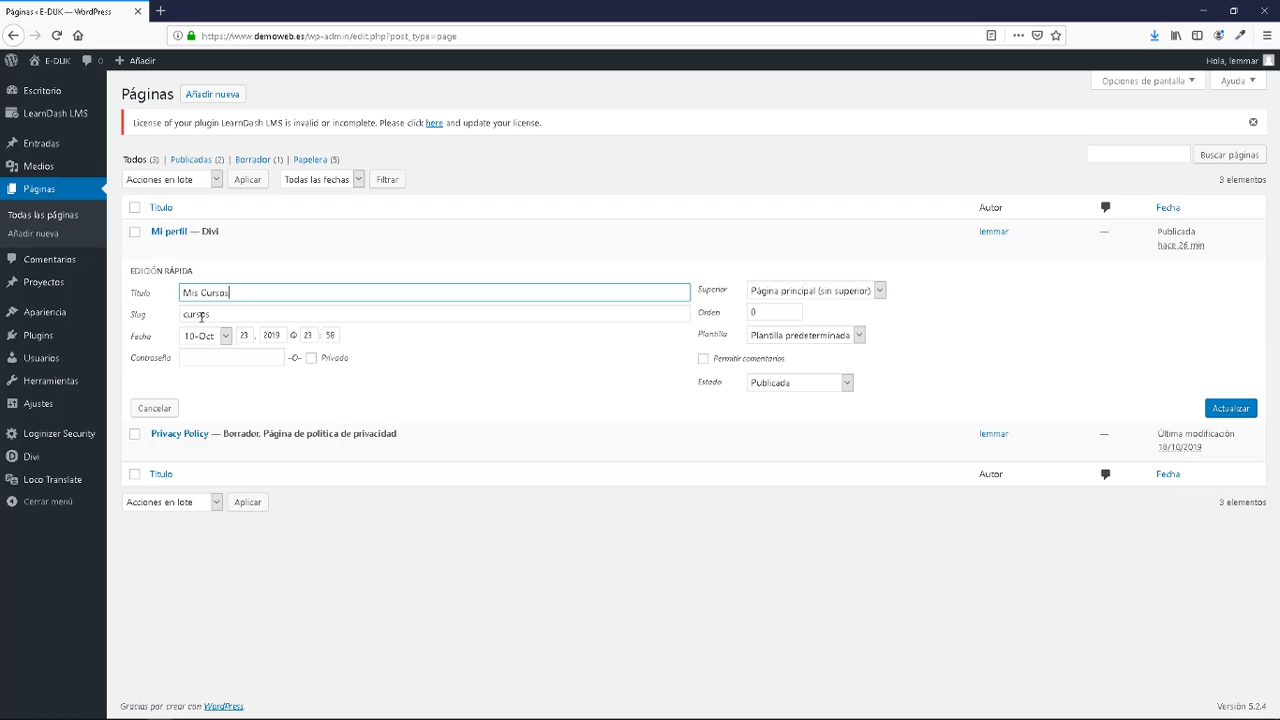 Páginas ‹ E-DUK — WordPress
https://www.demoweb.es/wp-admin/edit.php?post_type=page
E-DUK 0 Añadir Hola, lemmar
Escritorio
LearnDash LMS
Entradas
Medios
Páginas
Todas las páginas
Añadir nueva
Comentarios
Proyectos
Apariencia
Plugins
Usuarios
Herramientas
Ajustes
Loginizer Security
Divi
Loco Translate
Cerrar menú
Opciones de pantalla Ayuda
Páginas Añadir nueva
License of your plugin LearnDash LMS is invalid or incomplete. Please click here and update your license.
Todos (3) | Publicadas (2) | Borrador (1) | Papelera (5)
Buscar páginas
Acciones en lote Aplicar Todas las fechas Filtrar 3 elementos
Título Autor Fecha
Mi perfil — Divi lemmar — Publicada
hace 26 min
EDICIÓN RÁPIDA
Título Mis Cursos
Slug cursos
Fecha 10-Oct 23 , 2019 @ 23 : 58
Contraseña –O– Privada
Superior Página principal (sin superior)
Orden 0
Plantilla Plantilla predeterminada
Permitir comentarios
Estado Publicada
Cancelar Actualizar
Privacy Policy — Borrador, Página de política de privacidad lemmar — Última modificación
18/10/2019
Título Autor Fecha
Acciones en lote Aplicar 3 elementos
Gracias por crear con WordPress. Versión 5.2.4